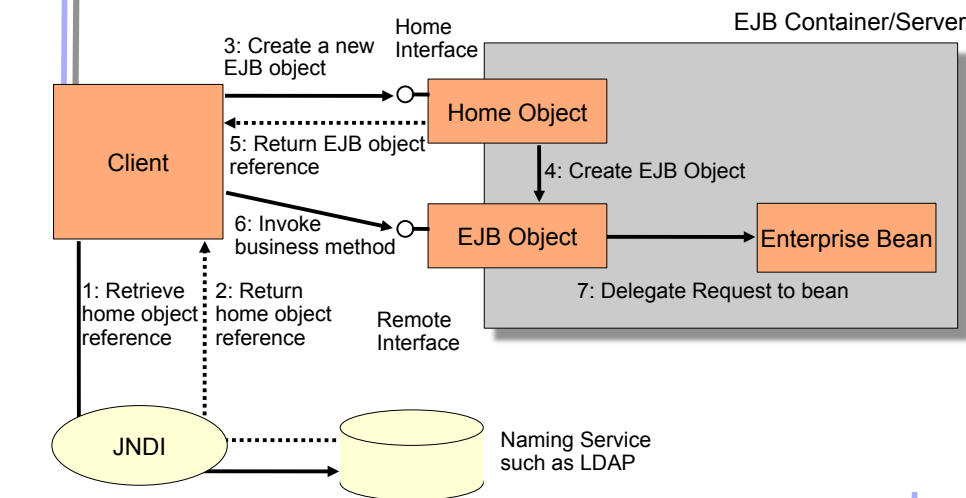 EJB Container/Server
Home
Interface
3: Create a new
EJB object
Home Object
5: Return EJB object
reference
Client
4: Create EJB Object
6: Invoke
business method
EJB Object
Enterprise Bean
7: Delegate Request to bean
1: Retrieve
home object
reference
2: Return
home object
reference
Remote
Interface
JNDI
Naming Service
such as LDAP